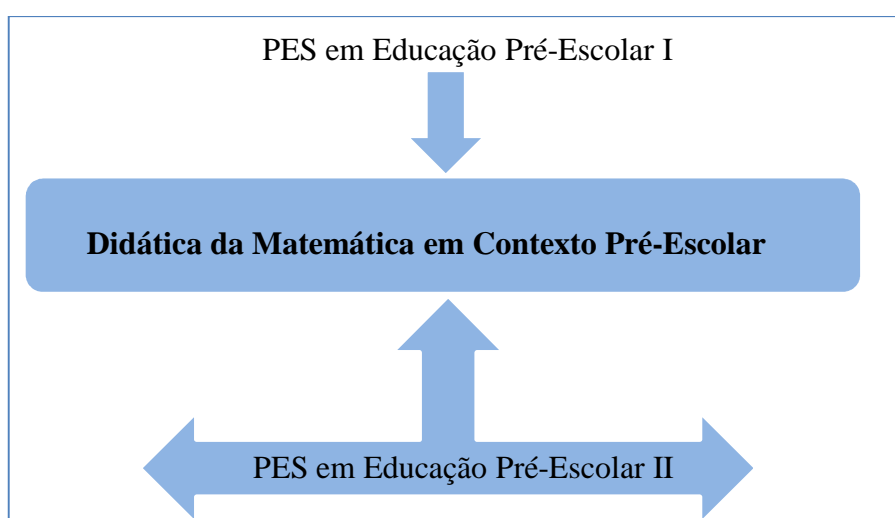 PES em Educação Pré-Escolar I
Didática da Matemática em Contexto Pré-Escolar
PES em Educação Pré-Escolar II